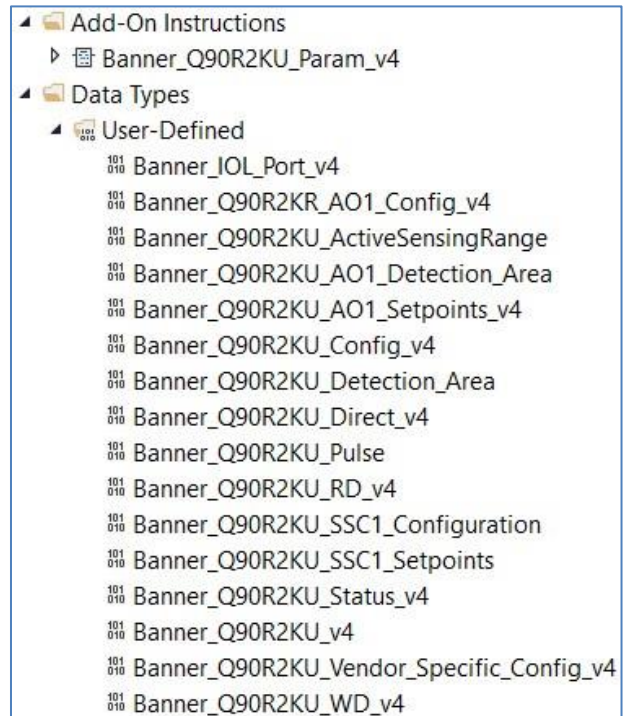 Add-On Instructions
Banner_Q90R2KU_Param_v4
Data Types
User-Defined
Banner_IOL_Port_v4
Banner_Q90R2KR_AO1_Config_v4
Banner_Q90R2KU_ActiveSensingRange
Banner_Q90R2KU_AO1_Detection_Area
Banner_Q90R2KU_AO1_Setpoints_v4
Banner_Q90R2KU_Config_v4
Banner_Q90R2KU_Detection_Area
Banner_Q90R2KU_Direct_v4
Banner_Q90R2KU_Pulse
Banner_Q90R2KU_RD_v4
Banner_Q90R2KU_SSC1_Configuration
Banner_Q90R2KU_SSC1_Setpoints
Banner_Q90R2KU_Status_v4
Banner_Q90R2KU_v4
Banner_Q90R2KU_Vendor_Specific_Config_v4
Banner_Q90R2KU_WD_v4